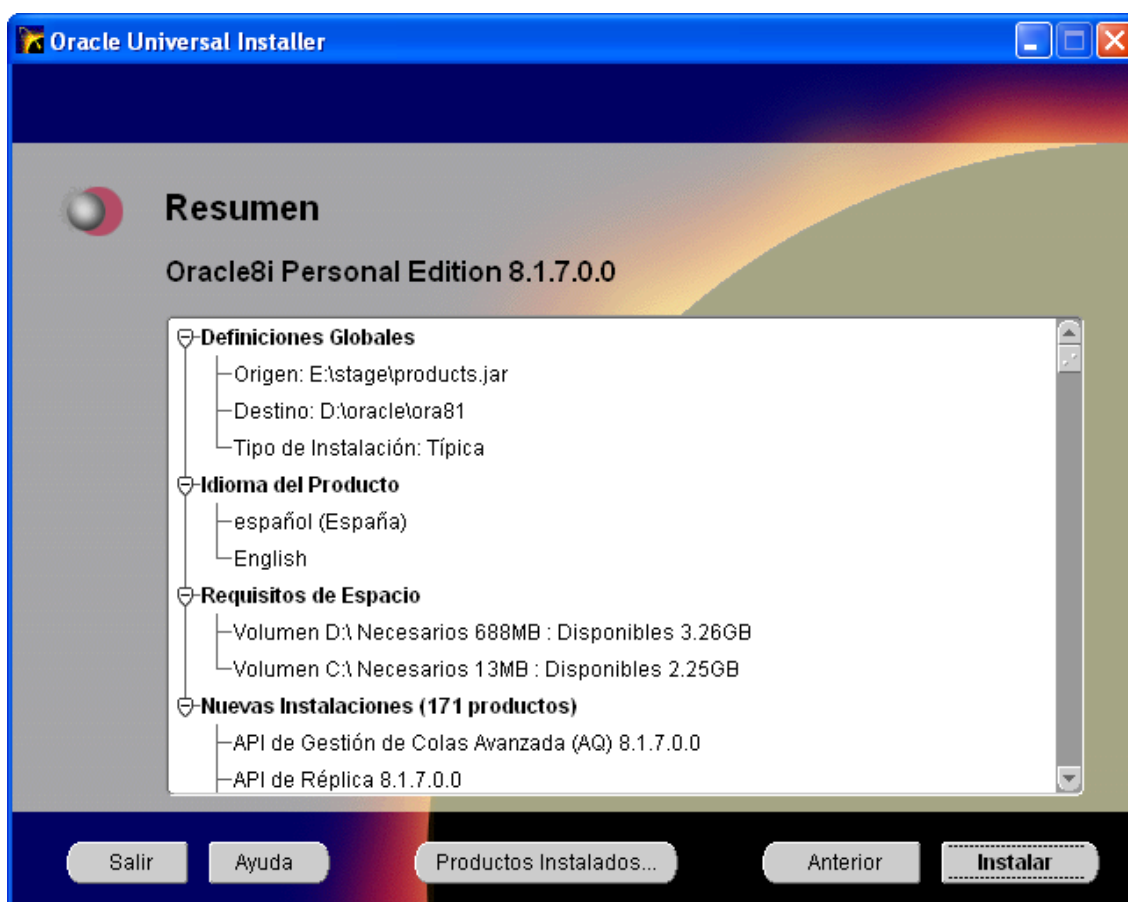 Oracle Universal Installer
Resumen
Oracle8i Personal Edition 8.1.7.0.0
Definiciones Globales
Origen: E:\stage\products.jar
Destino: D:\oracle\ora81
Tipo de Instalación: Típica
Idioma del Producto
español (España)
English
Requisitos de Espacio
Volumen D:\ Necesarios 688MB : Disponibles 3.26GB
Volumen C:\ Necesarios 13MB : Disponibles 2.25GB
Nuevas Instalaciones (171 productos)
API de Gestión de Colas Avanzada (AQ) 8.1.7.0.0
API de Réplica 8.1.7.0.0
Salir Ayuda Productos Instalados... Anterior Instalar